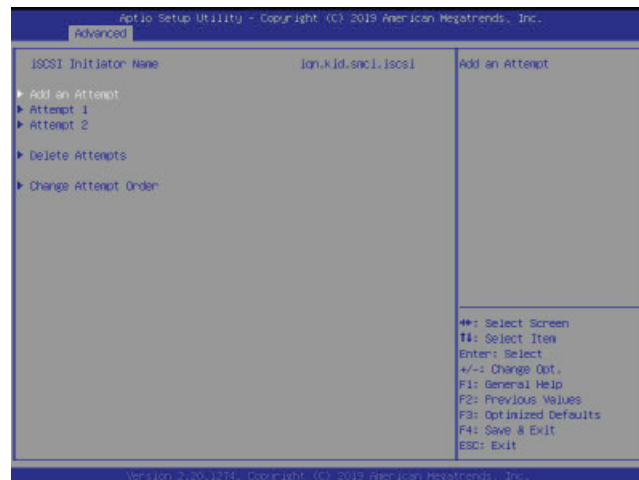 Aptio Setup Utility - Copyright (C) 2019 American Megatrends, Inc.
Advanced
iSCSI Initiator Name iqn.kid.smci.iscsi
Add an Attempt
Attempt 1
Attempt 2
Delete Attempts
Change Attempt Order
Add an Attempt
: Select Screen
: Select Item
Enter: Select
+/-: Change Opt.
F1: General Help
F2: Previous Values
F3: Optimized Defaults
F4: Save & Exit
ESC: Exit
Version 2.20.1274. Copyright (C) 2019 American Megatrends, Inc.